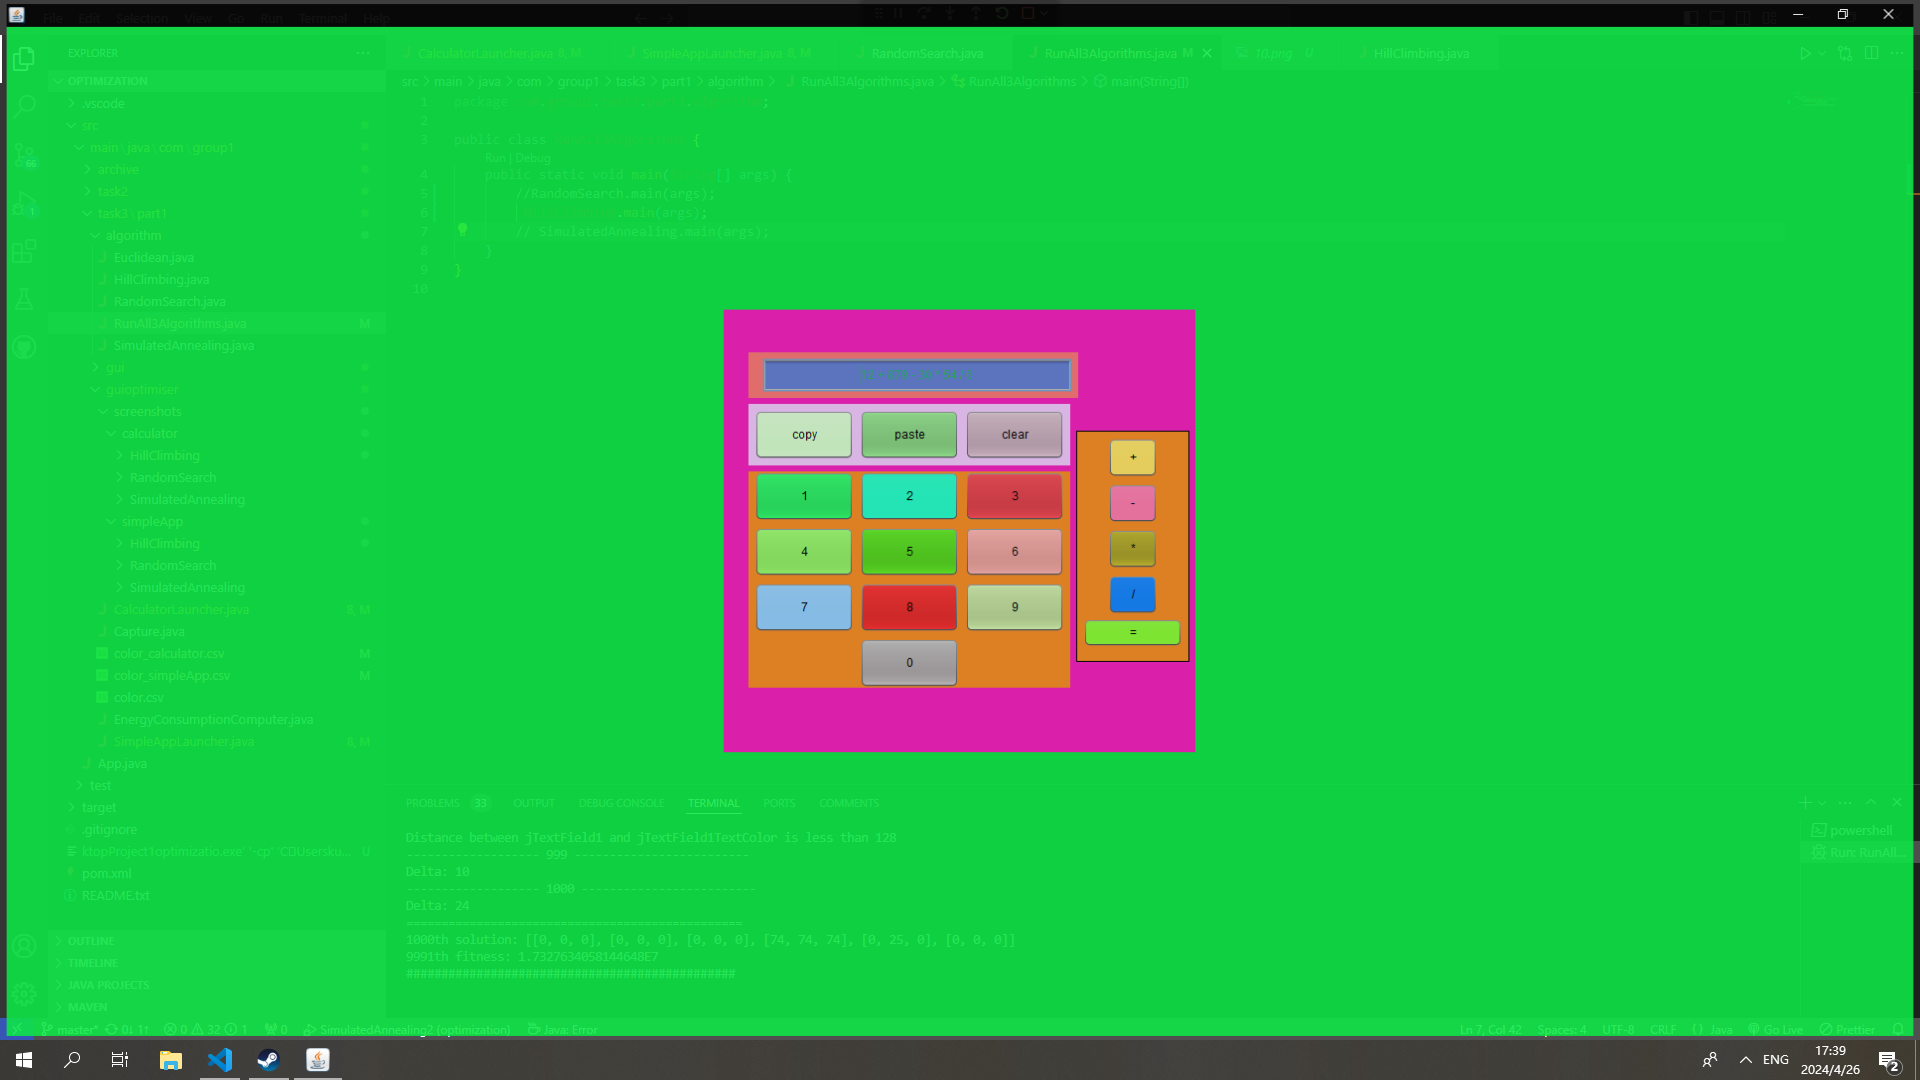 File Edit Selection View Go Run Terminal Help
EXPLORER
OPTIMIZATION
.vscode
src
main\java\com\group1
archive
task2
task3\part1
algorithm
Euclidean.java
HillClimbing.java
RandomSearch.java
RunAll3Algorithms.java M
SimulatedAnnealing.java
gui
guioptimiser
screenshots
calculator
HillClimbing
RandomSearch
SimulatedAnnealing
simpleApp
HillClimbing
RandomSearch
SimulatedAnnealing
CalculatorLauncher.java 8, M
Capture.java
color_calculator.csv M
color_simpleApp.csv M
color.csv
EnergyConsumptionComputer.java
SimpleAppLauncher.java 8, M
App.java
test
target
.gitignore
ktopProject1optimizatio.exe' '-cp' 'C Usersku... U
pom.xml
README.txt
OUTLINE
TIMELINE
JAVA PROJECTS
MAVEN
CalculatorLauncher.java 8, M SimpleAppLauncher.java 8, M RandomSearch.java RunAll3Algorithms.java M 10.png U HillClimbing.java
src > main > java > com > group1 > task3 > part1 > algorithm > RunAll3Algorithms.java > RunAll3Algorithms > main(String[])
1 package ;
2
3 public class {
Run | Debug
4 public static void main( [] args) {
5 //RandomSearch.main(args);
6 .main(args);
7 // SimulatedAnnealing.main(args);
8 }
9 }
10
copy paste clear
1 2 3
4 5 6
7 8 9
0
+
-
*
/
=
PROBLEMS 33 OUTPUT DEBUG CONSOLE TERMINAL PORTS COMMENTS
Distance between jTextField1 and jTextField1TextColor is less than 128
------------------- 999 -------------------------
Delta: 10
------------------- 1000 -------------------------
Delta: 24
================================================
1000th solution: [[0, 0, 0], [0, 0, 0], [0, 0, 0], [74, 74, 74], [0, 25, 0], [0, 0, 0]]
9991th fitness: 1.7327634058144648E7
###############################################
powershell
Run: RunAll...
master* 0↓ 1↑ 0 32 1 0 SimulatedAnnealing2 (optimization) Java: Error
Ln 7, Col 42 Spaces: 4 UTF-8 CRLF {} Java Go Live Prettier
ENG
17:39
2024/4/26
2